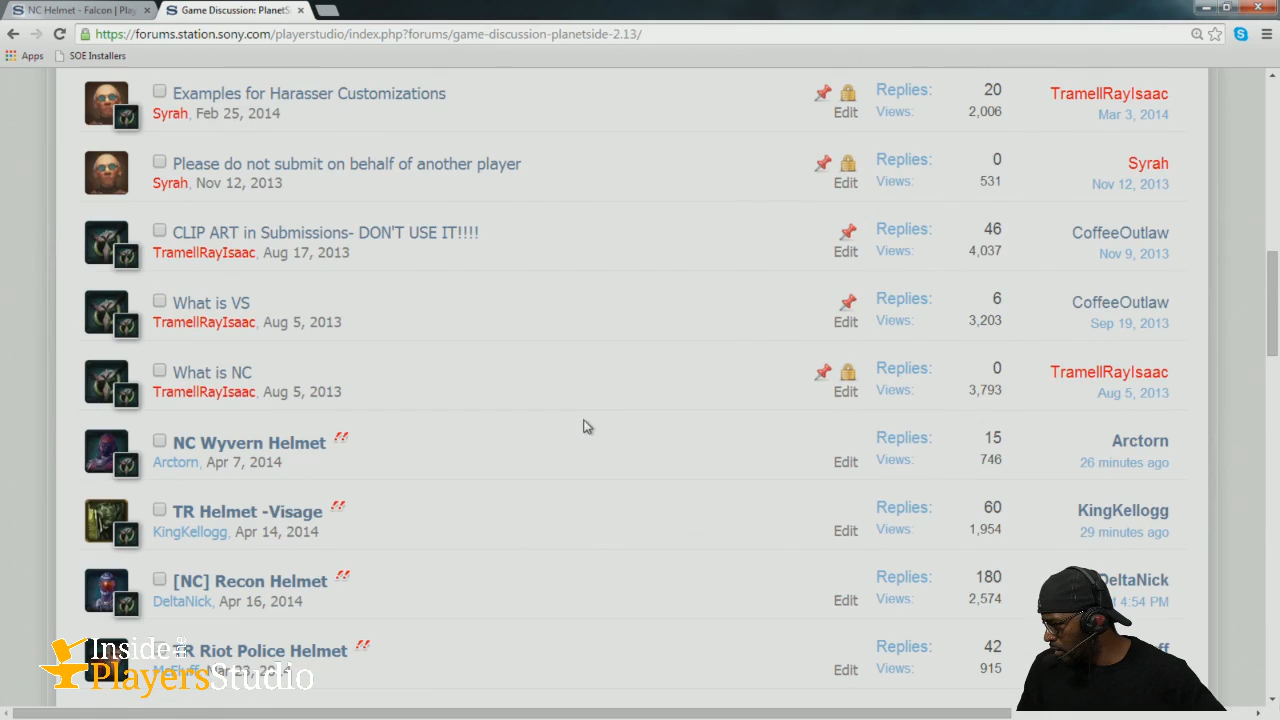 NC Helmet - Falcon | Play
Game Discussion: PlanetS
https://forums.station.sony.com/playerstudio/index.php?forums/game-discussion-planetside-2.13/
Apps SOE Installers
Examples for Harasser Customizations
Syrah, Feb 25, 2014
Edit
Replies: 20
Views: 2,006
TramellRayIsaac
Mar 3, 2014
Please do not submit on behalf of another player
Syrah, Nov 12, 2013
Edit
Replies: 0
Views: 531
Syrah
Nov 12, 2013
CLIP ART in Submissions- DON'T USE IT!!!!
TramellRayIsaac, Aug 17, 2013
Edit
Replies: 46
Views: 4,037
CoffeeOutlaw
Nov 9, 2013
What is VS
TramellRayIsaac, Aug 5, 2013
Edit
Replies: 6
Views: 3,203
CoffeeOutlaw
Sep 19, 2013
What is NC
TramellRayIsaac, Aug 5, 2013
Edit
Replies: 0
Views: 3,793
TramellRayIsaac
Aug 5, 2013
NC Wyvern Helmet
Arctorn, Apr 7, 2014
Edit
Replies: 15
Views: 746
Arctorn
26 minutes ago
TR Helmet -Visage
KingKellogg, Apr 14, 2014
Edit
Replies: 60
Views: 1,954
KingKellogg
29 minutes ago
[NC] Recon Helmet
DeltaNick, Apr 16, 2014
Edit
Replies: 180
Views: 2,574
DeltaNick
4:54 PM
TR Riot Police Helmet
2014
Edit
Replies: 42
Views: 915
Inside the
PlayersStudio